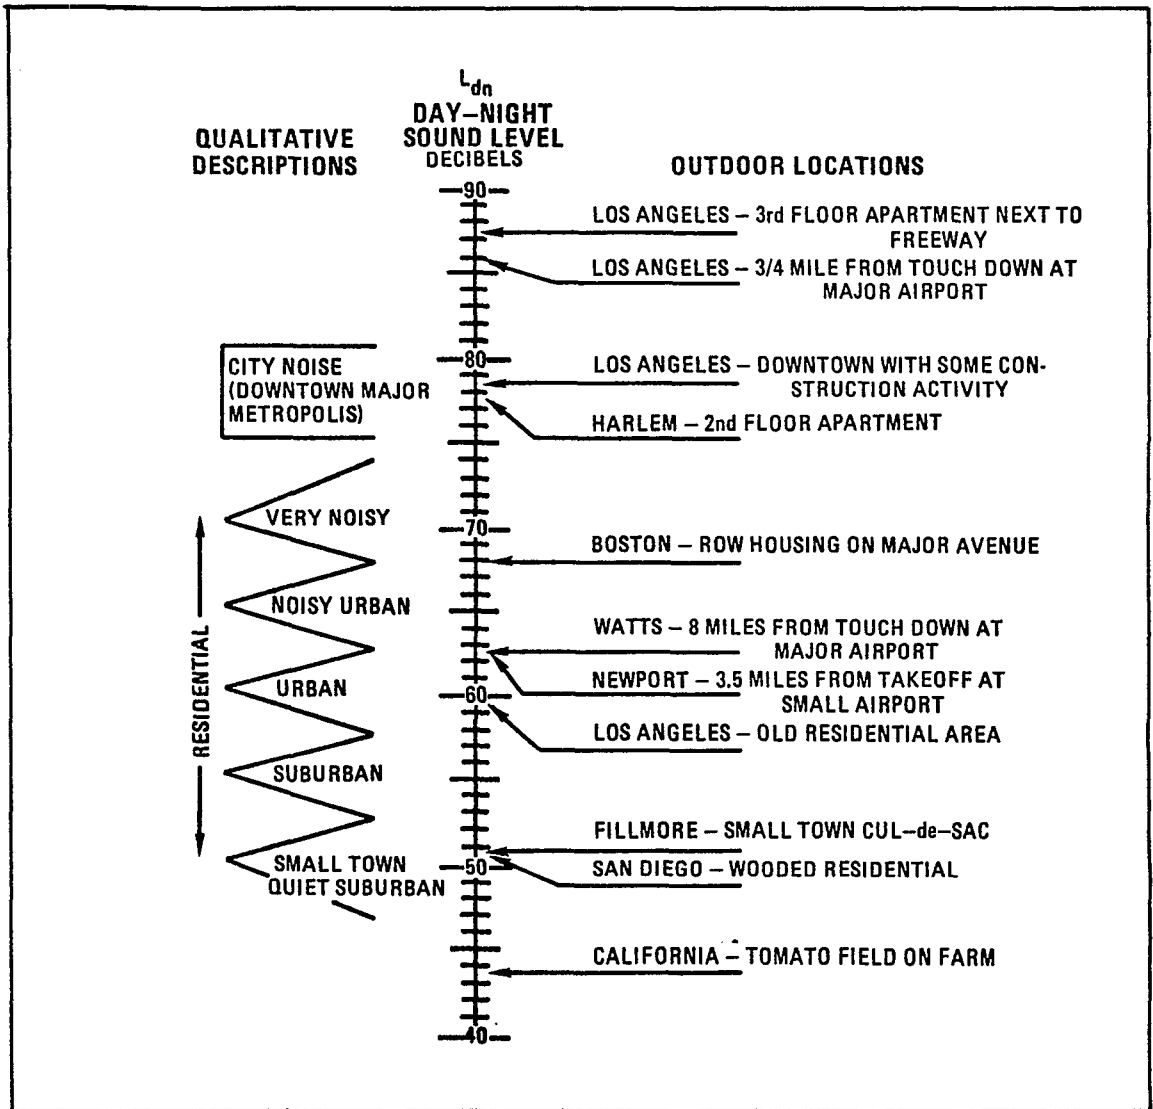 Ldn
DAY–NIGHT
SOUND LEVEL
DECIBELS
QUALITATIVE
DESCRIPTIONS
OUTDOOR LOCATIONS
90
LOS ANGELES – 3rd FLOOR APARTMENT NEXT TO
FREEWAY
LOS ANGELES – 3/4 MILE FROM TOUCH DOWN AT
MAJOR AIRPORT
80
CITY NOISE
(DOWNTOWN MAJOR
METROPOLIS)
LOS ANGELES – DOWNTOWN WITH SOME CON-
STRUCTION ACTIVITY
HARLEM – 2nd FLOOR APARTMENT
VERY NOISY
70
BOSTON – ROW HOUSING ON MAJOR AVENUE
NOISY URBAN
WATTS – 8 MILES FROM TOUCH DOWN AT
MAJOR AIRPORT
RESIDENTIAL
URBAN
60
NEWPORT – 3.5 MILES FROM TAKEOFF AT
SMALL AIRPORT
LOS ANGELES – OLD RESIDENTIAL AREA
SUBURBAN
FILLMORE – SMALL TOWN CUL–de–SAC
SMALL TOWN
QUIET SUBURBAN
50
SAN DIEGO – WOODED RESIDENTIAL
CALIFORNIA – TOMATO FIELD ON FARM
40